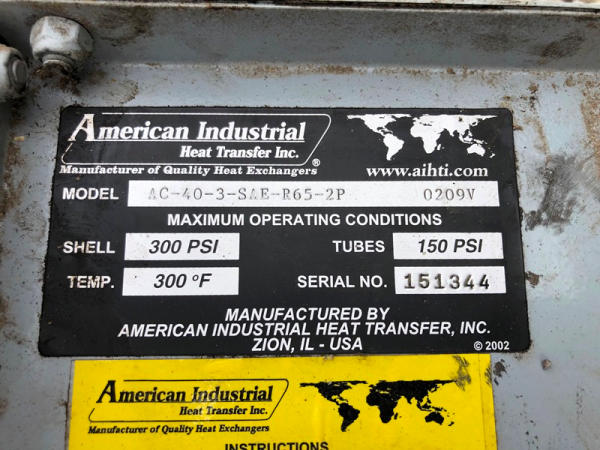 American Industrial
Heat Transfer Inc.
Manufacturer of Quality Heat Exchangers®
www.aihti.com
MODEL AC-40-3-SAE-R65-2P 0209V
MAXIMUM OPERATING CONDITIONS
SHELL 300 PSI TUBES 150 PSI
TEMP. 300 °F SERIAL NO. 151344
MANUFACTURED BY
AMERICAN INDUSTRIAL HEAT TRANSFER, INC.
ZION, IL - USA
© 2002
American Industrial
Heat Transfer Inc.
Manufacturer of Quality Heat Exchangers
www.aihti.com
INSTRUCTIONS